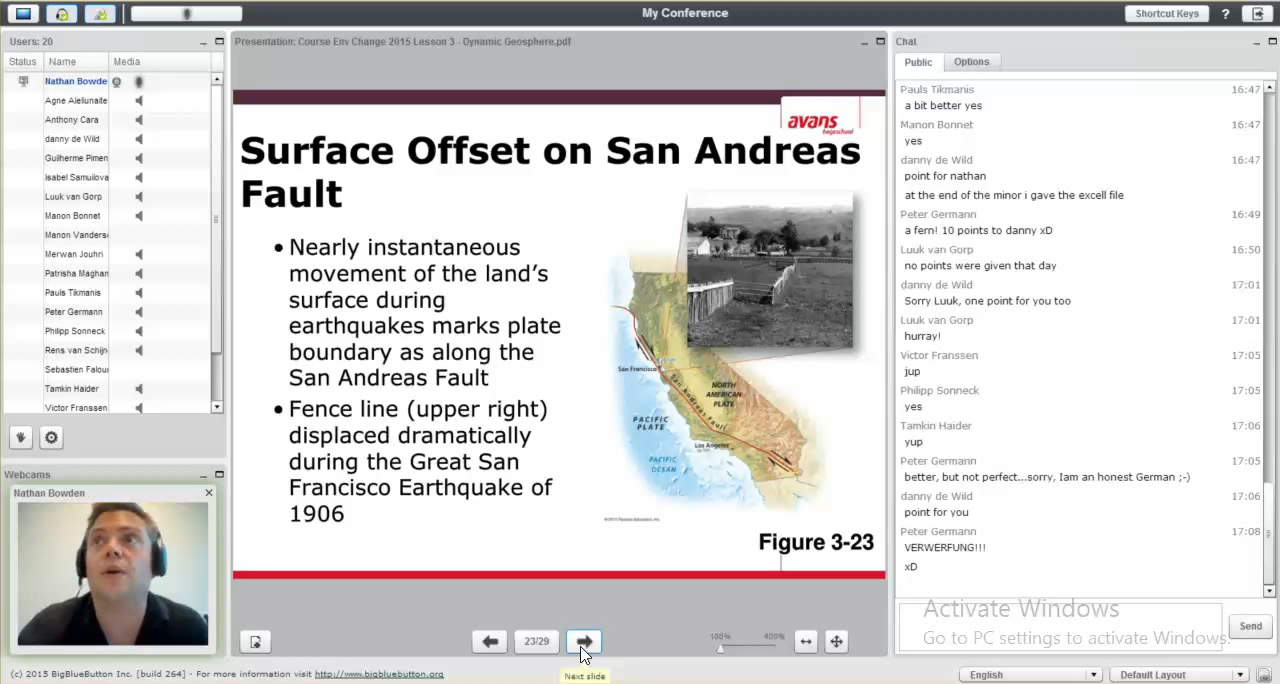 My Conference
Shortcut Keys
?
Users: 20
Status Name Media
Nathan Bowde
Agne Aleliunaite
Anthony Cara
danny de Wild
Guilherme Pimen
Isabel Samuilova
Luuk van Gorp
Manon Bonnet
Manon Vanderse
Merwan Jouhri
Patrisha Maghan
Pauls Tikmanis
Peter Germann
Philipp Sonneck
Rens van Schijn
Sebastien Falou
Tamkin Haider
Victor Franssen
Webcams
Nathan Bowden
Presentation: Course Env Change 2015 Lesson 3 - Dynamic Geosphere.pdf
avans
hogeschool
Surface Offset on San Andreas
Fault
• Nearly instantaneous
movement of the land's
surface during
earthquakes marks plate
boundary as along the
San Andreas Fault
• Fence line (upper right)
displaced dramatically
during the Great San
Francisco Earthquake of
1906
San Francisco
San Andreas Fault
NORTH
AMERICAN
PLATE
PACIFIC
PLATE
Los Angeles
PACIFIC
OCEAN
Figure 3-23
23/29
100% 400%
Next slide
Chat
Public Options
Pauls Tikmanis 16:47
a bit better yes
Manon Bonnet 16:47
yes
danny de Wild 16:47
point for nathan
at the end of the minor i gave the excell file
Peter Germann 16:49
a fern! 10 points to danny xD
Luuk van Gorp 16:50
no points were given that day
danny de Wild 17:01
Sorry Luuk, one point for you too
Luuk van Gorp 17:01
hurray!
Victor Franssen 17:05
jup
Philipp Sonneck 17:05
yes
Tamkin Haider 17:06
yup
Peter Germann 17:05
better, but not perfect...sorry, Iam an honest German ;-)
danny de Wild 17:06
point for you
Peter Germann 17:08
VERWERFUNG!!!
xD
Activate Windows
Go to PC settings to activate Windows.
Send
(c) 2015 BigBlueButton Inc. [build 264] - For more information visit http://www.bigbluebutton.org
English
Default Layout